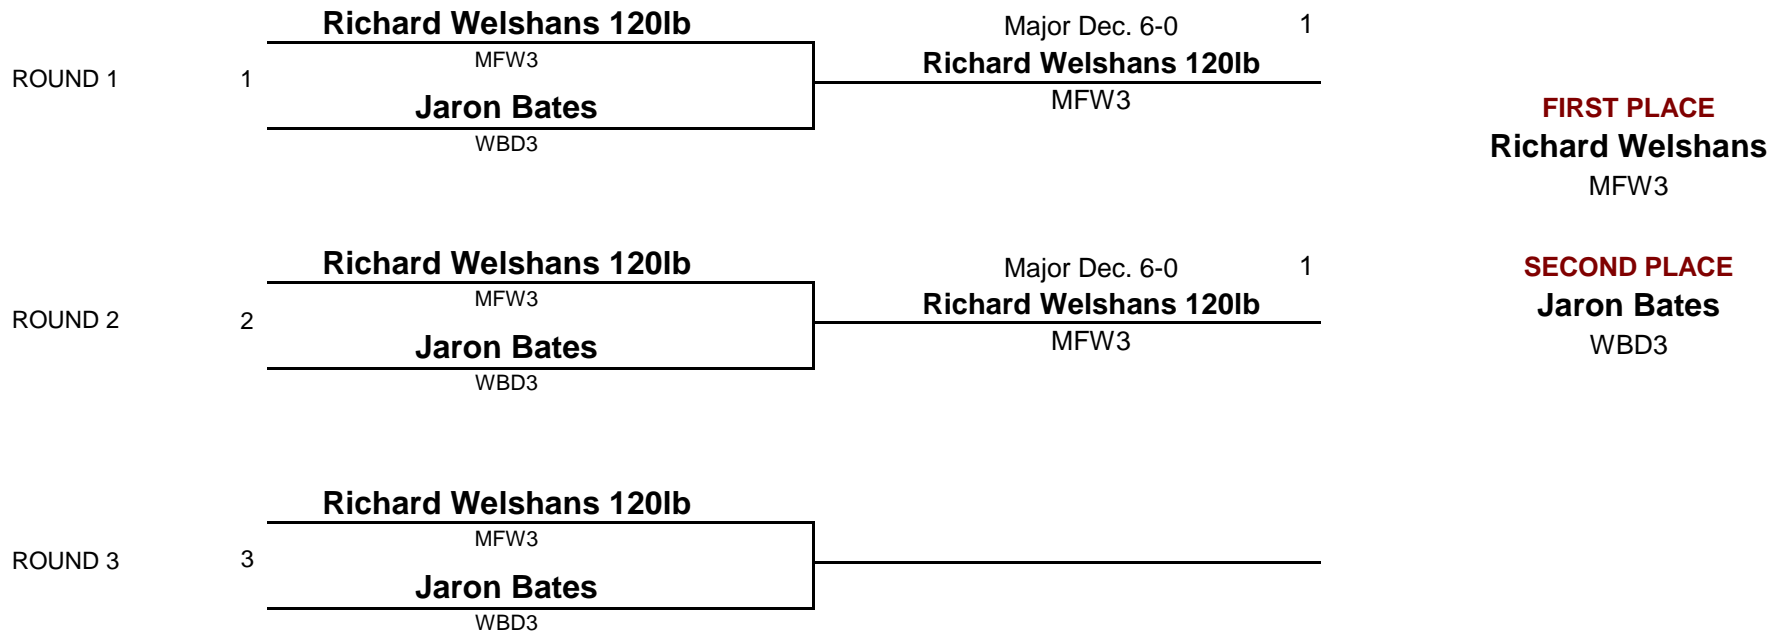 Richard Welshans 120lb
MFW3
ROUND 1
1
Jaron Bates
WBD3
Major Dec. 6-0
1
Richard Welshans 120lb
MFW3
FIRST PLACE
Richard Welshans
MFW3
Richard Welshans 120lb
MFW3
ROUND 2
2
Jaron Bates
WBD3
Major Dec. 6-0
1
Richard Welshans 120lb
MFW3
SECOND PLACE
Jaron Bates
WBD3
Richard Welshans 120lb
MFW3
ROUND 3
3
Jaron Bates
WBD3